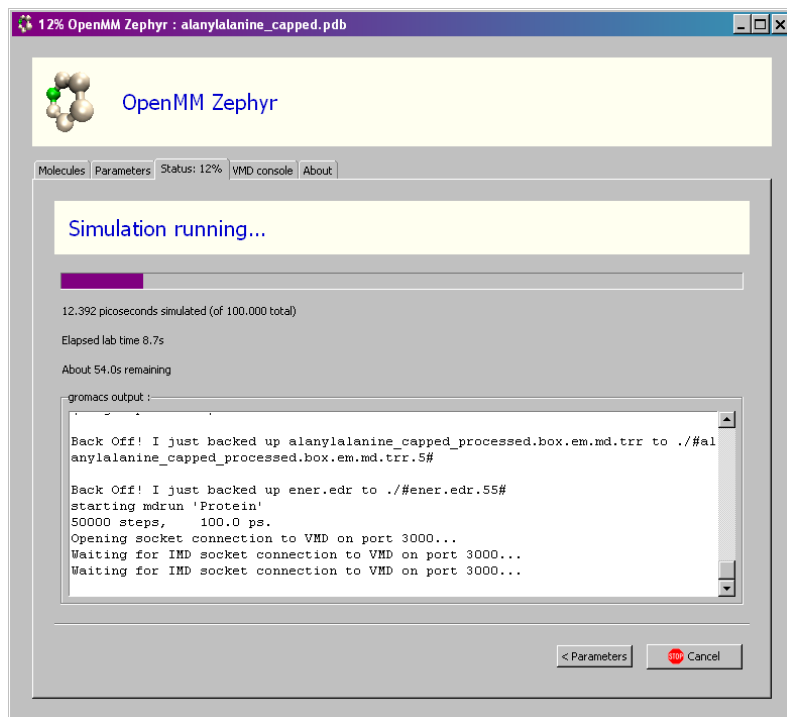 12% OpenMM Zephyr : alanylalanine_capped.pdb
OpenMM Zephyr
Molecules Parameters Status: 12% VMD console About
Simulation running...
12.392 picoseconds simulated (of 100.000 total)
Elapsed lab time 8.7s
About 54.0s remaining
gromacs output :
Back Off! I just backed up alanylalanine_capped_processed.box.em.md.trr to ./#al
anylalanine_capped_processed.box.em.md.trr.5#
Back Off! I just backed up ener.edr to ./#ener.edr.55#
starting mdrun 'Protein'
50000 steps,    100.0 ps.
Opening socket connection to VMD on port 3000...
Waiting for IMD socket connection to VMD on port 3000...
Waiting for IMD socket connection to VMD on port 3000...
< Parameters STOP Cancel